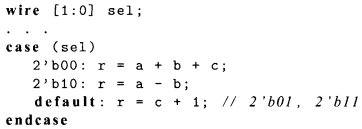 wire [1:0] sel;
. . .
case (sel)
2'b00: r = a + b + c;
2'b10: r = a - b;
default: r = c + 1; // 2'b01, 2'b11
endcase